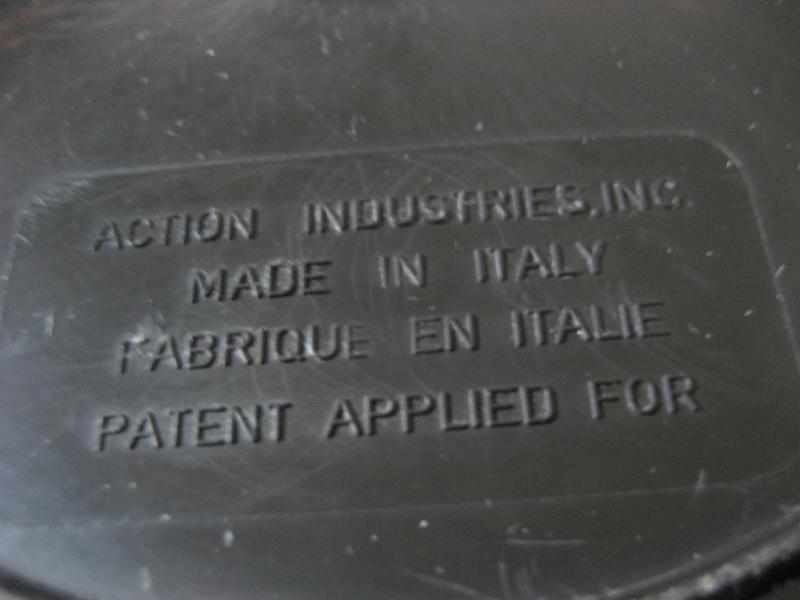 ACTION INDUSTRIES, INC.
MADE IN ITALY
FABRIQUE EN ITALIE
PATENT APPLIED FOR